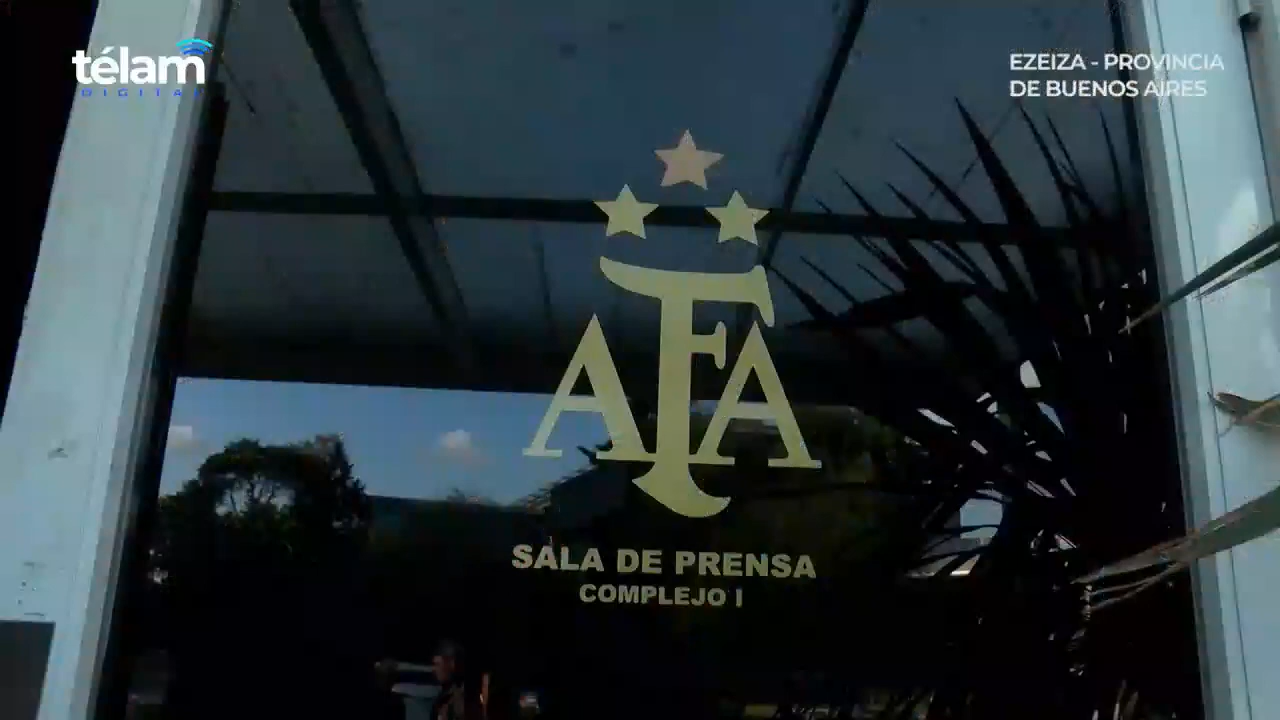 télam
DIGITAL
EZEIZA - PROVINCIA
DE BUENOS AIRES
AFA
SALA DE PRENSA
COMPLEJO I